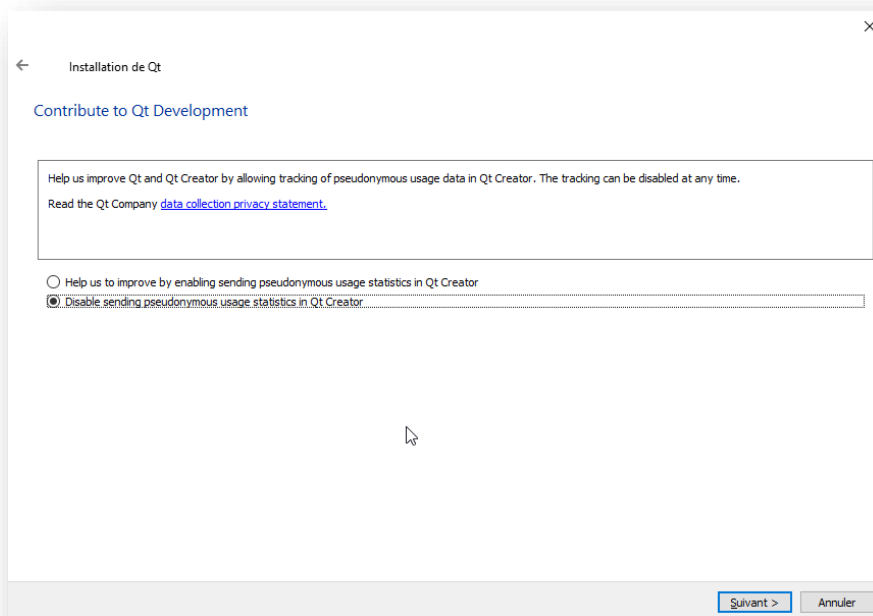 Installation de Qt
Contribute to Qt Development
Help us improve Qt and Qt Creator by allowing tracking of pseudonymous usage data in Qt Creator. The tracking can be disabled at any time.
Read the Qt Company data collection privacy statement.
Help us to improve by enabling sending pseudonymous usage statistics in Qt Creator
Disable sending pseudonymous usage statistics in Qt Creator
Suivant > Annuler